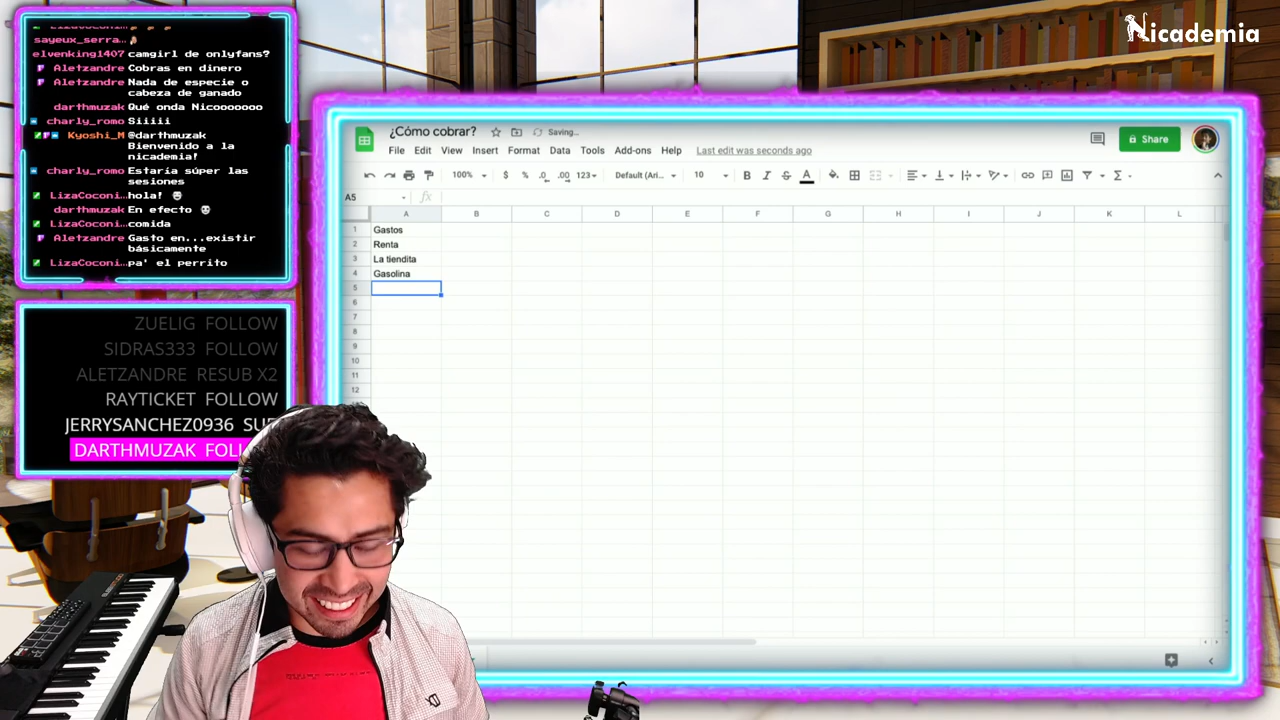 sayeux_serra…
elvenking1407 camgirl de onlyfans?
Aletzandre Cobras en dinero
Aletzandre Nada de especie o
cabeza de ganado
darthmuzak Qué onda Nicooooooo
charly_romo Siiiii
Kyoshi_M @darthmuzak
Bienvenido a la
nicademia!
charly_romo Estaría súper las
sesiones
LizaCoconi… hola!
darthmuzak En efecto
LizaCoconi… comida
Aletzandre Gasto en...existir
básicamente
LizaCoconi… pa' el perrito
ZUELIG FOLLOW
SIDRAS333 FOLLOW
ALETZANDRE RESUB X2
RAYTICKET FOLLOW
JERRYSANCHEZ0936
DARTHMUZAK
Nicademia
¿Cómo cobrar? Saving…
File Edit View Insert Format Data Tools Add-ons Help Last edit was seconds ago
Share
100% $ % .0 .00 123 Default (Ari... 10 B I S A Σ
A5 fx
A B C D E F G H I J K L
1 Gastos
2 Renta
3 La tiendita
4 Gasolina
5
6
7
8
9
10
11
12